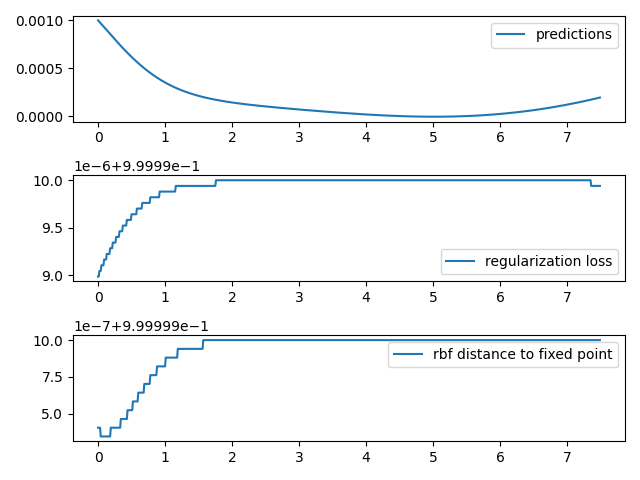 0.0010
0.0005
0.0000
predictions
0 1 2 3 4 5 6 7
1e-6+9.9999e-1
10.0
9.5
9.0
regularization loss
0 1 2 3 4 5 6 7
1e-7+9.99999e-1
10.0
7.5
5.0
rbf distance to fixed point
0 1 2 3 4 5 6 7